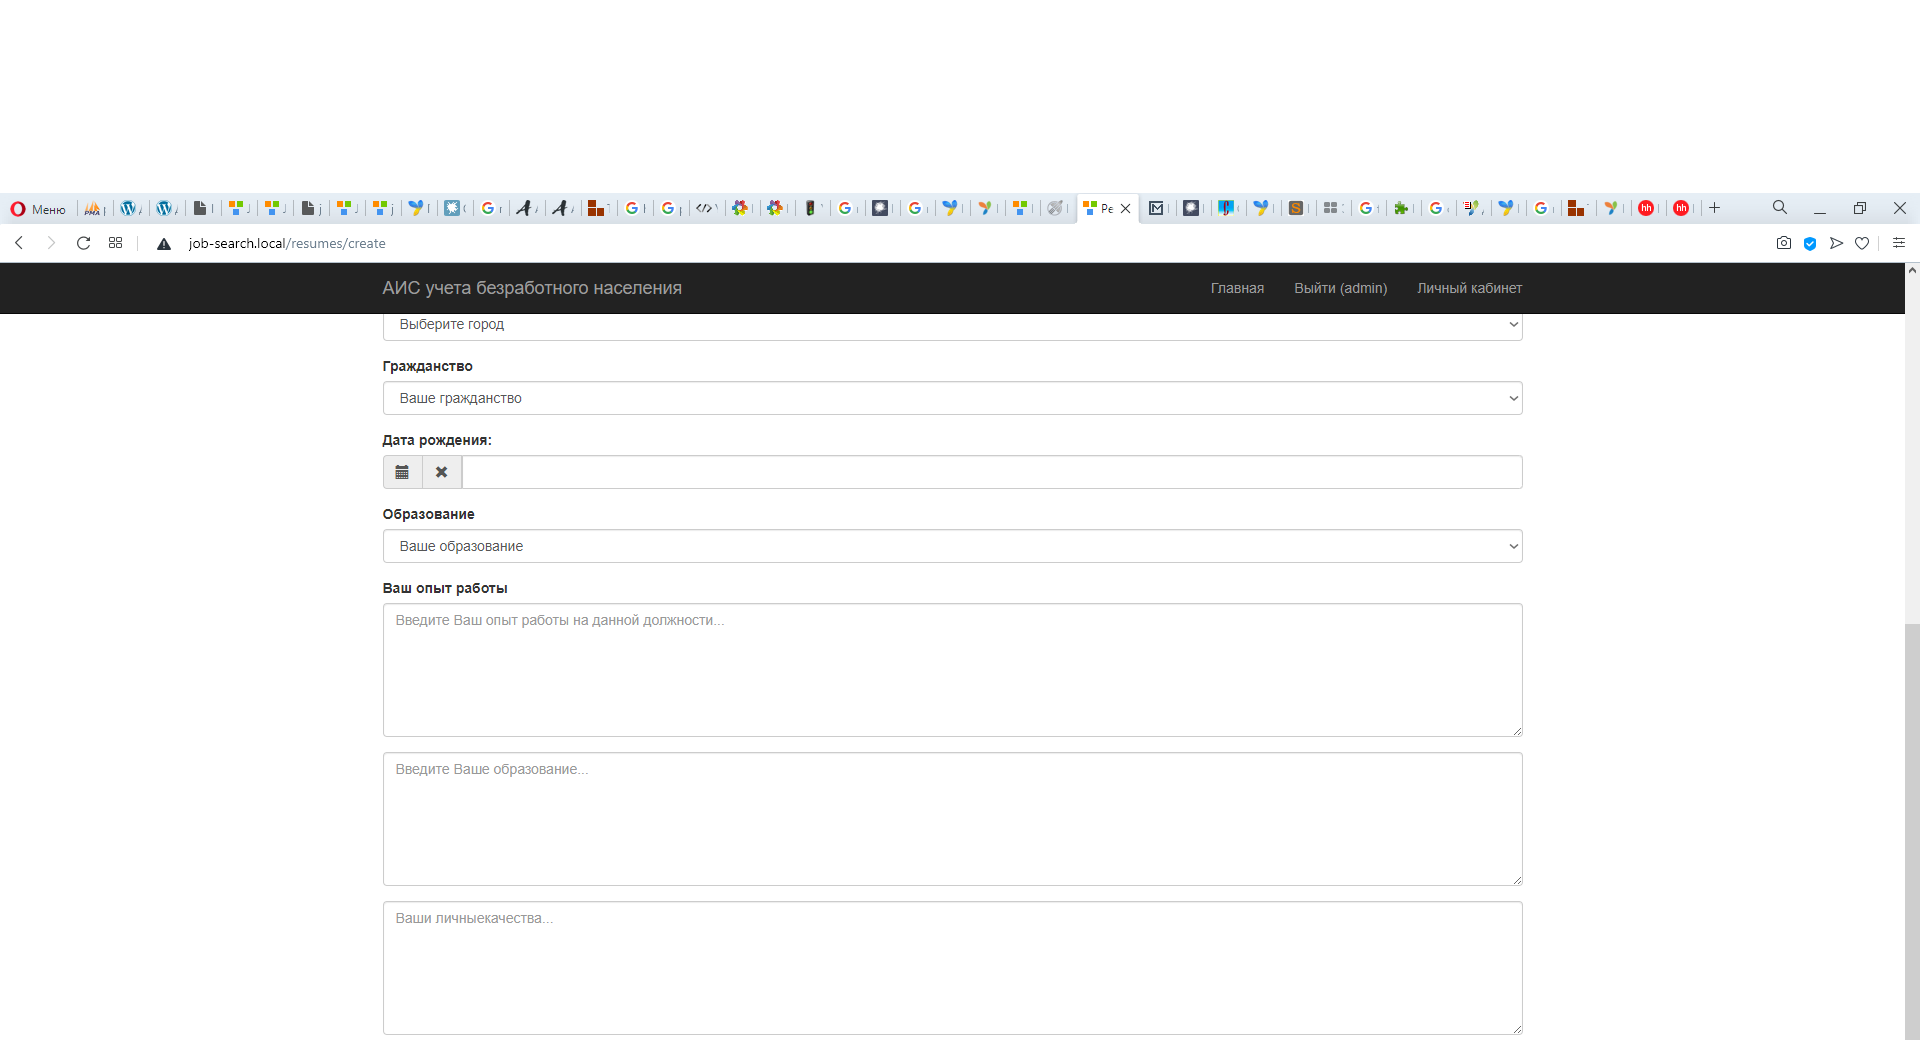 Меню
Ре
job-search.local/resumes/create
АИС учета безработного населения
Главная
Выйти (admin)
Личный кабинет
Выберите город
Гражданство
Ваше гражданство
Дата рождения:
Образование
Ваше образование
Ваш опыт работы
Введите Ваш опыт работы на данной должности...
Введите Ваше образование...
Ваши личныекачества...